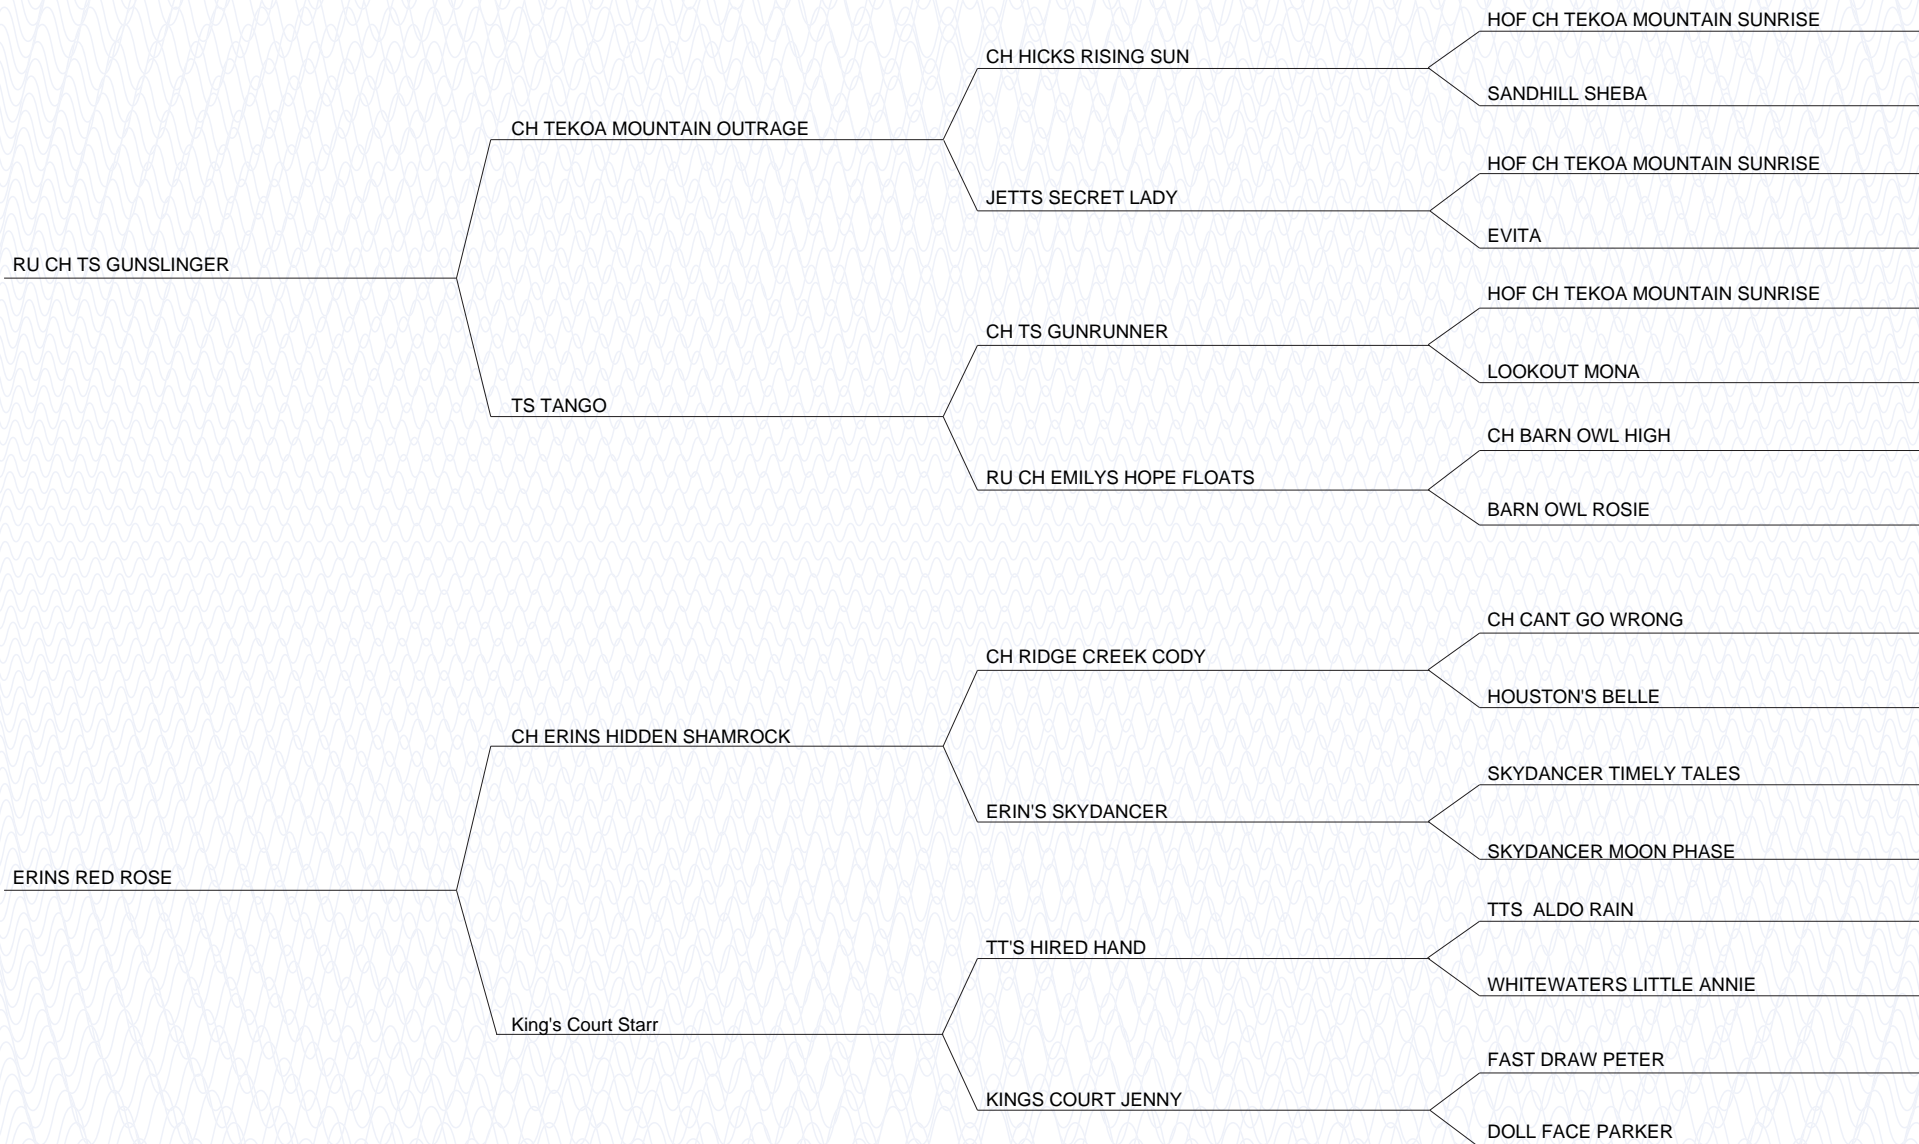 HOF CH TEKOA MOUNTAIN SUNRISE
CH HICKS RISING SUN
SANDHILL SHEBA
CH TEKOA MOUNTAIN OUTRAGE
HOF CH TEKOA MOUNTAIN SUNRISE
JETTS SECRET LADY
EVITA
RU CH TS GUNSLINGER
HOF CH TEKOA MOUNTAIN SUNRISE
CH TS GUNRUNNER
LOOKOUT MONA
TS TANGO
CH BARN OWL HIGH
RU CH EMILYS HOPE FLOATS
BARN OWL ROSIE
CH CANT GO WRONG
CH RIDGE CREEK CODY
HOUSTON'S BELLE
CH ERINS HIDDEN SHAMROCK
SKYDANCER TIMELY TALES
ERIN'S SKYDANCER
SKYDANCER MOON PHASE
ERINS RED ROSE
TTS  ALDO RAIN
TT'S HIRED HAND
WHITEWATERS LITTLE ANNIE
King's Court Starr
FAST DRAW PETER
KINGS COURT JENNY
DOLL FACE PARKER